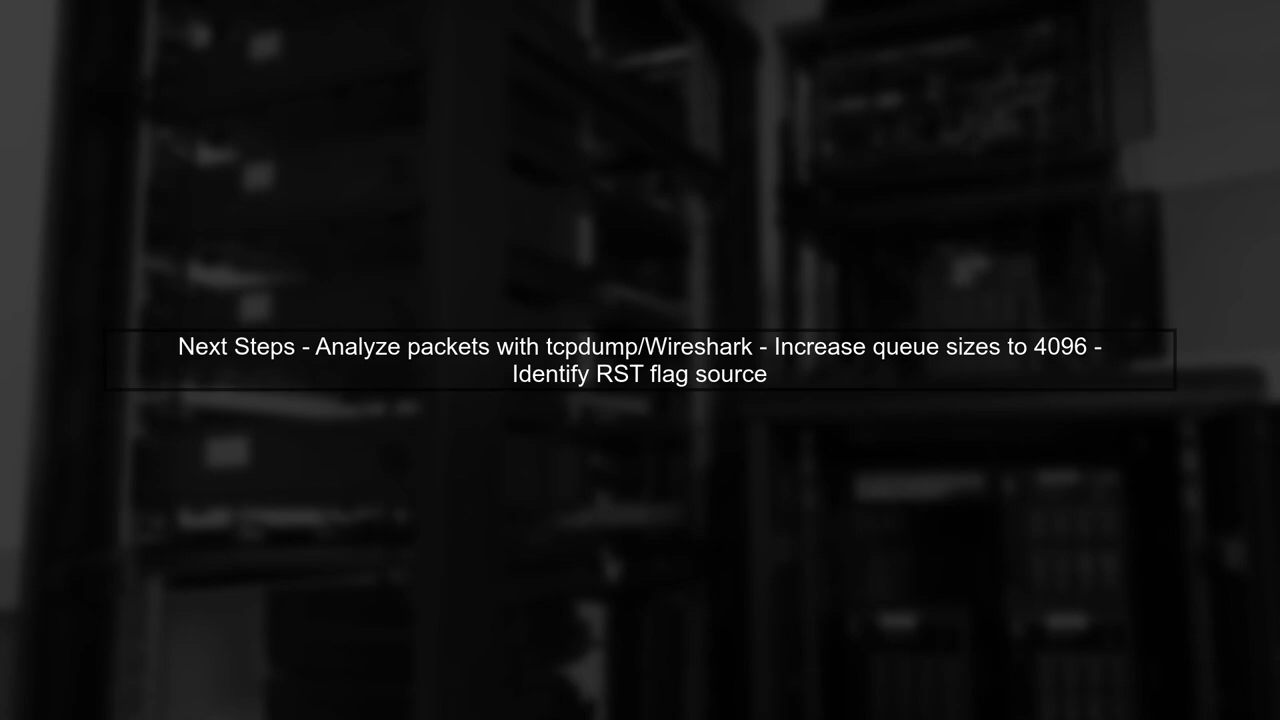 Next Steps - Analyze packets with tcpdump/Wireshark - Increase queue sizes to 4096 -
Identify RST flag source